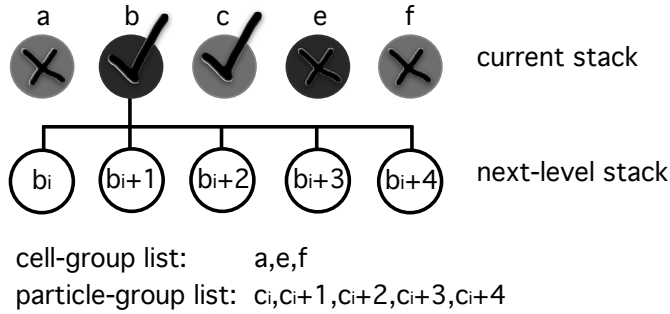 a b c e f
current stack
bi bi+1 bi+2 bi+3 bi+4
next-level stack
cell-group list: a,e,f
particle-group list: ci,ci+1,ci+2,ci+3,ci+4